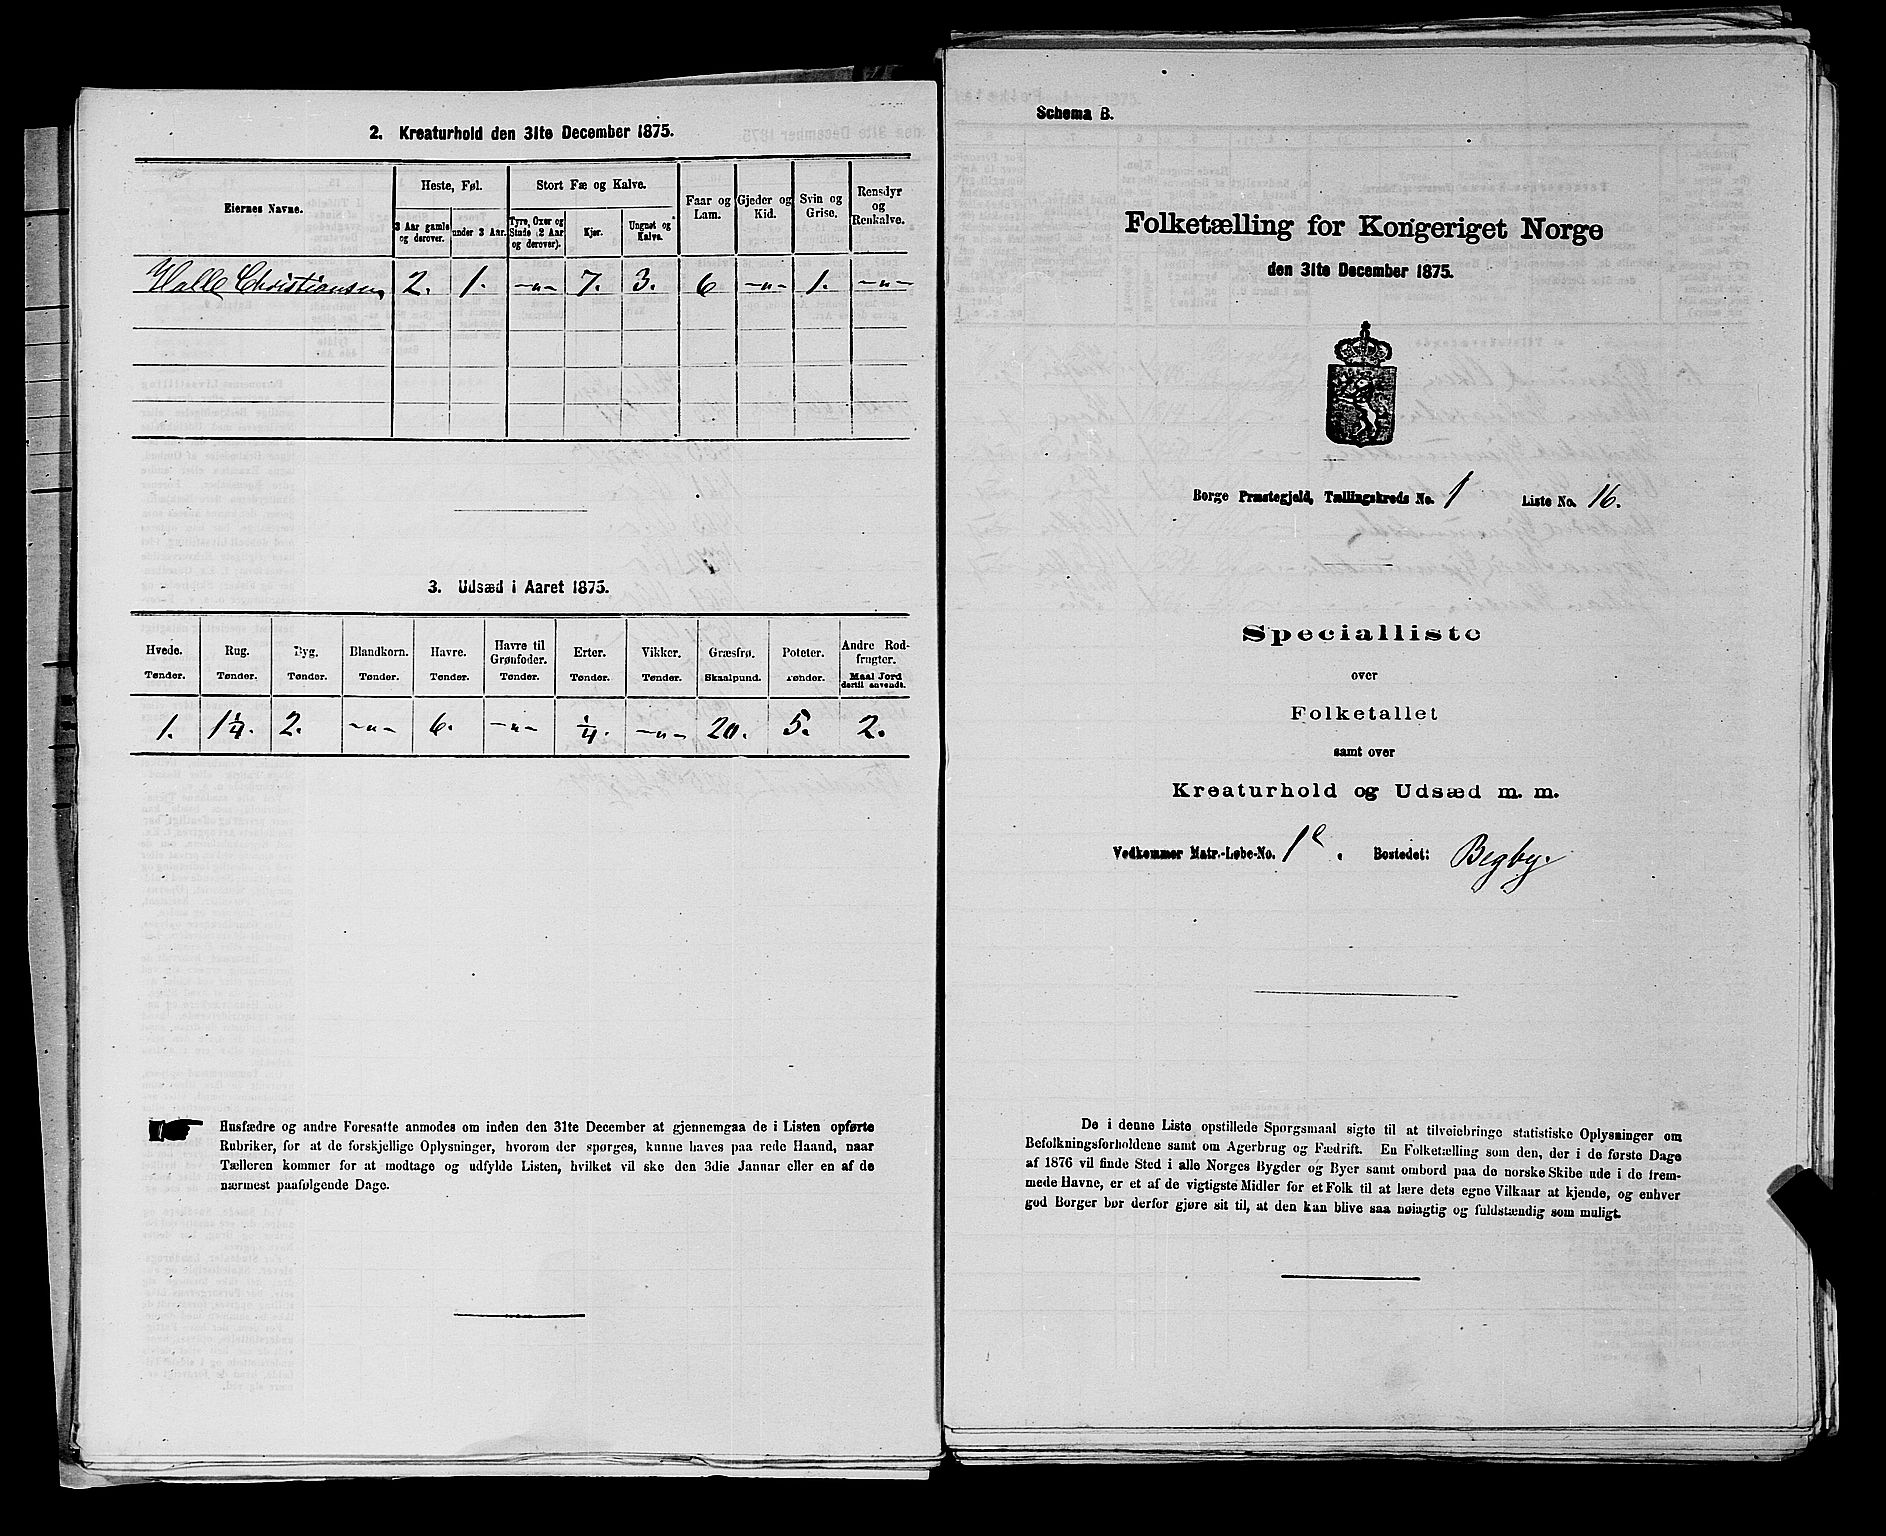 2. Kreaturhold den 31te December 1875.
Eiernes Navne.
Heste, Føl.
Stort Fæ og Kalve.
Faar og Lam.
Gjeder og Kid.
Svin og Grise.
Rensdyr og Renkalve.
3 Aar gamle og derover.
under 3 Aar.
Tyre, Oxer og Stude (2 Aar og derover).
Kjør.
Ungnøt og Kalve.
Halle Christiansen 2. 1. -"- 7. 3. 6 -"- 1. -"-
3. Udsæd i Aaret 1875.
Hvede. Rug. Byg. Blandkorn. Havre. Havre til Grønfoder. Erter. Vikker. Græsfrø. Poteter. Andre Rodfrugter.
Tønder. Tønder. Tønder. Tønder. Tønder. Tønder. Tønder. Tønder. Skaalpund. Tønder. Maal Jord dertil anvendt.
1. 1¼. 2. -"- 6. -"- ¼. -"- 20. 5. 2.
Husfædre og andre Foresatte anmodes om inden den 31te December at gjennemgaa de i Listen opførte
Rubriker, for at de forskjellige Oplysninger, hvorom der spørges, kunne haves paa rede Haand, naar
Tælleren kommer for at modtage og udfylde Listen, hvilket vil ske den 3die Januar eller en af de
nærmest paafølgende Dage.
Schema B.
Folketælling for Kongeriget Norge
den 31te December 1875.
Borge Præstegjeld, Tællingskreds No. 1 Liste No. 16.
Specialliste
over
Folketallet
samt over
Kreaturhold og Udsæd m. m.
Vedkommer Matr.-Løbe-No. 1e. Bostedet: Begby.
De i denne Liste opstillede Spørgsmaal sigte til at tilveiebringe statistiske Oplysninger om
Befolkningsforholdene samt om Agerbrug og Fædrift. En Folketælling som den, der i de første Dage
af 1876 vil finde Sted i alle Norges Bygder og Byer samt ombord paa de norske Skibe ude i de frem-
mede Havne, er et af de vigtigste Midler for et Folk til at lære dets egne Vilkaar at kjende, og enhver
god Borger bør derfor gjøre sit til, at den kan blive saa nøiagtig og fuldstændig som muligt.